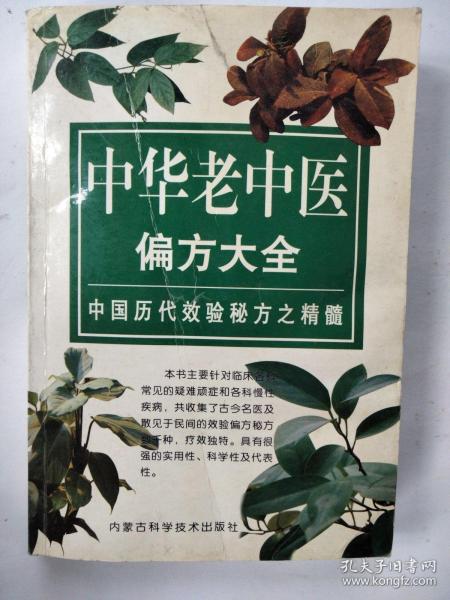 中华老中医
偏方大全
中国历代效验秘方之精髓
本书主要针对临床各科
常见的疑难顽症和各科慢性
疾病，共收集了古今名医及
散见于民间的效验偏方秘方
千种，疗效独特。具有很
强的实用性、科学性及代表
性。
内蒙古科学技术出版社
孔夫子旧书网
www.kongfz.com